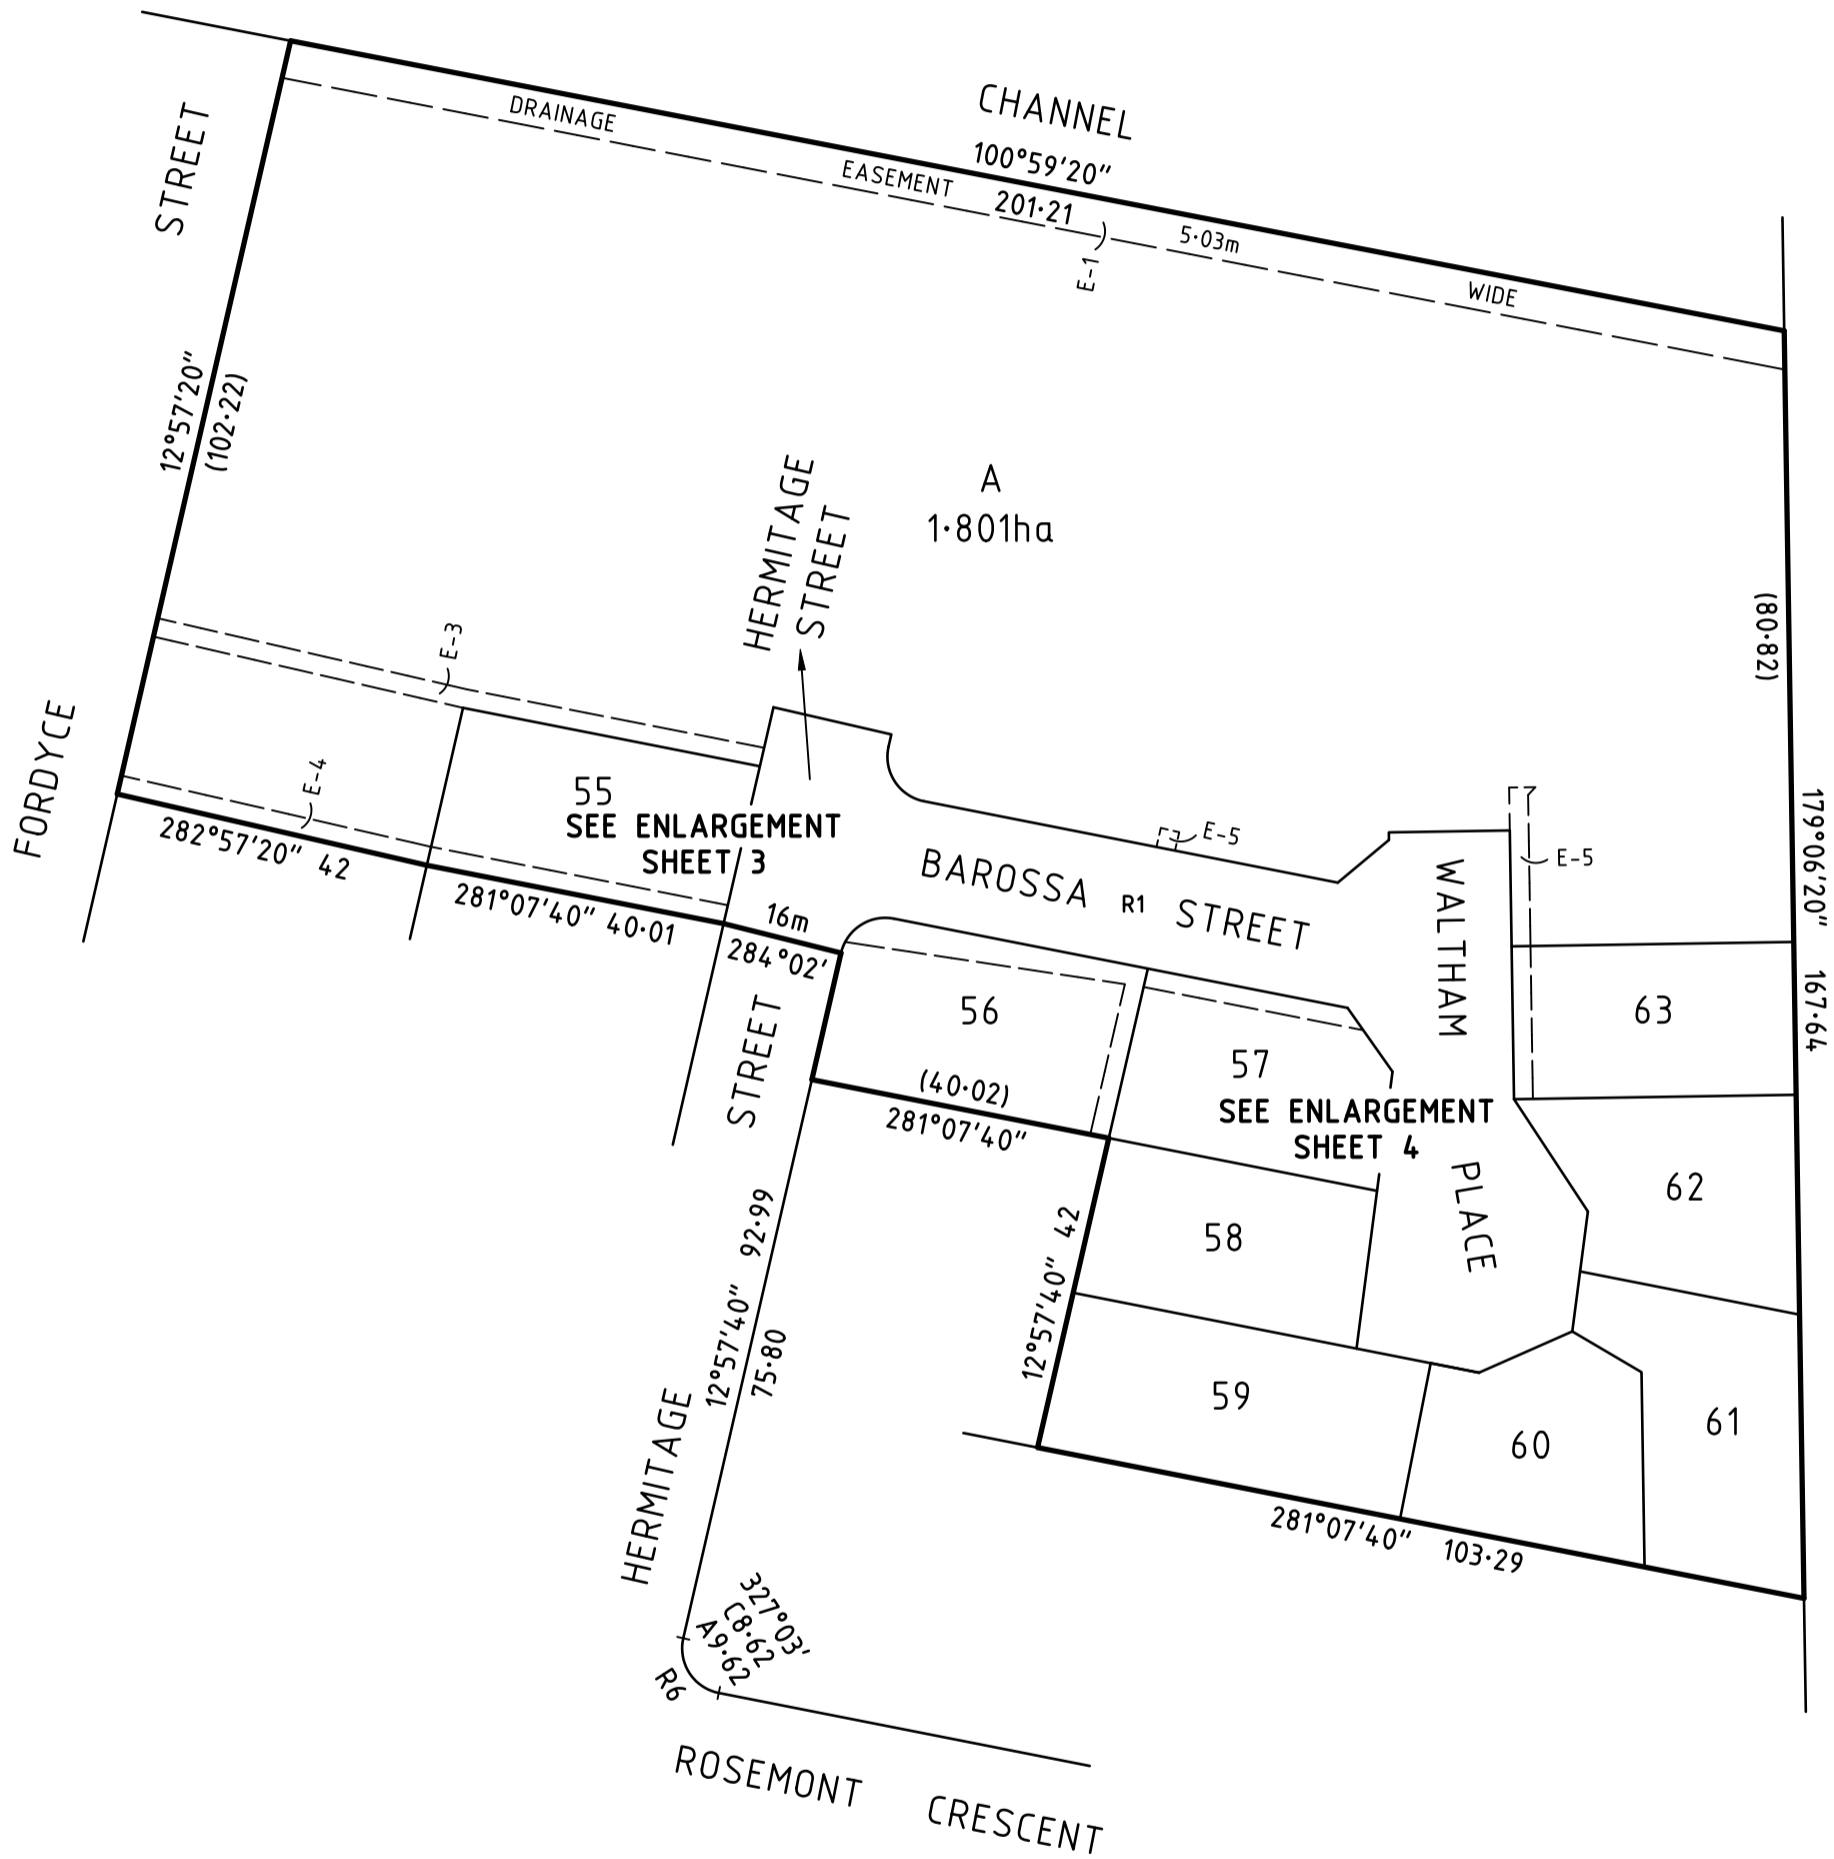 CHANNEL
100°59'20"
201·21
DRAINAGE
EASEMENT
5·03m
WIDE
E-1
STREET
12°57'20"
(102·22)
FORDYCE
HERMITAGE
STREET
A
1·801ha
(80·82)
179°06'20"
167·64
E-3
E-4
55
SEE ENLARGEMENT
SHEET 3
282°57'20" 42
281°07'40" 40·01
16m
284°02'
BAROSSA R1 STREET
E-5
E-5
WALTHAM
PLACE
56
(40·02)
281°07'40"
57
SEE ENLARGEMENT
SHEET 4
63
62
58
59
60
61
12°57'40" 42
281°07'40" 103·29
STREET
HERMITAGE
12°57'40" 92·99
75·80
327°03'
C8·62
A9·62
R6
ROSEMONT CRESCENT